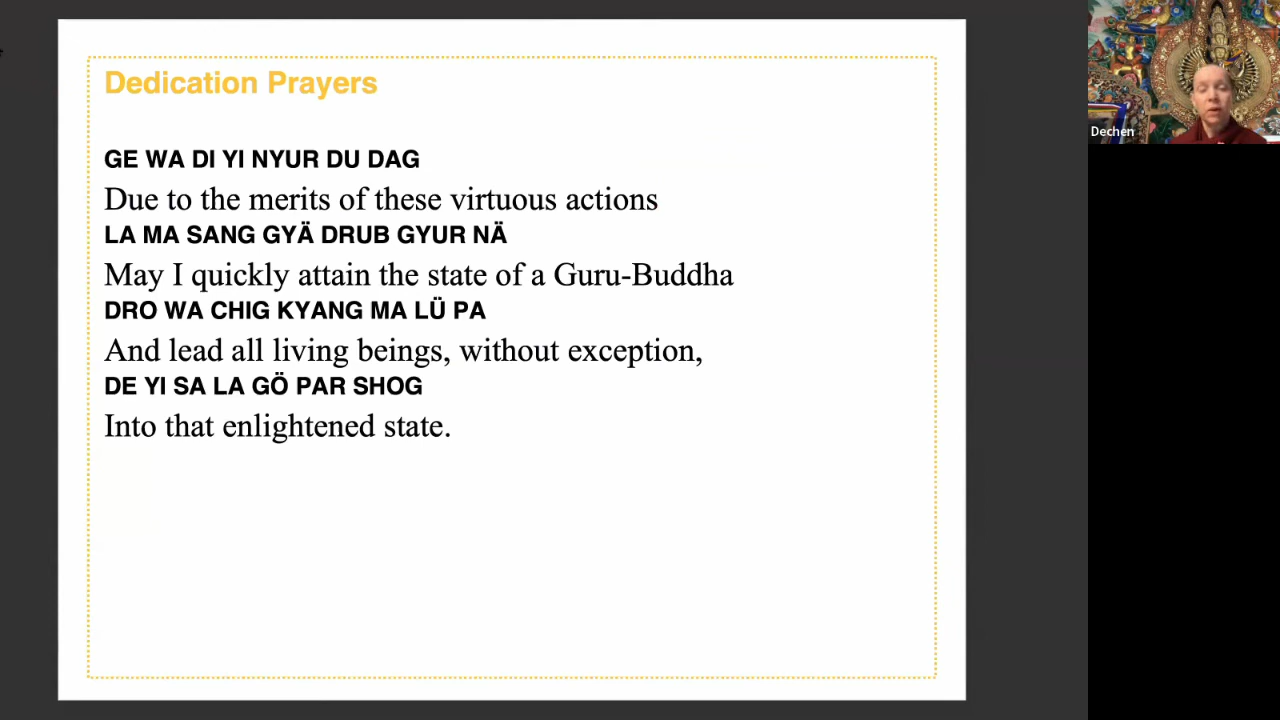 Dedication Prayers
GE WA DI YI NYUR DU DAG
Due to the merits of these virtuous actions
LA MA SANG GYÄ DRUB GYUR NÄ
May I quickly attain the state of a Guru-Buddha
DRO WA CHIG KYANG MA LÜ PA
And lead all living beings, without exception,
DE YI SA LA GÖ PAR SHOG
Into that enlightened state.
Dechen